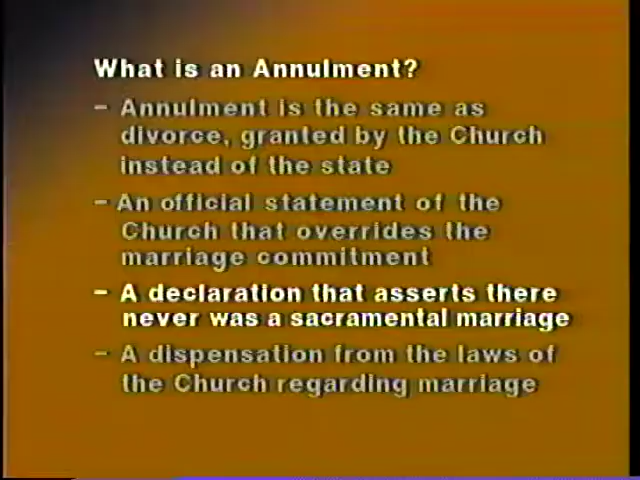 What is an Annulment?
– Annulment is the same as
divorce, granted by the Church
instead of the state
– An official statement of the
Church that overrides the
marriage commitment
– A declaration that asserts there
never was a sacramental marriage
– A dispensation from the laws of
the Church regarding marriage